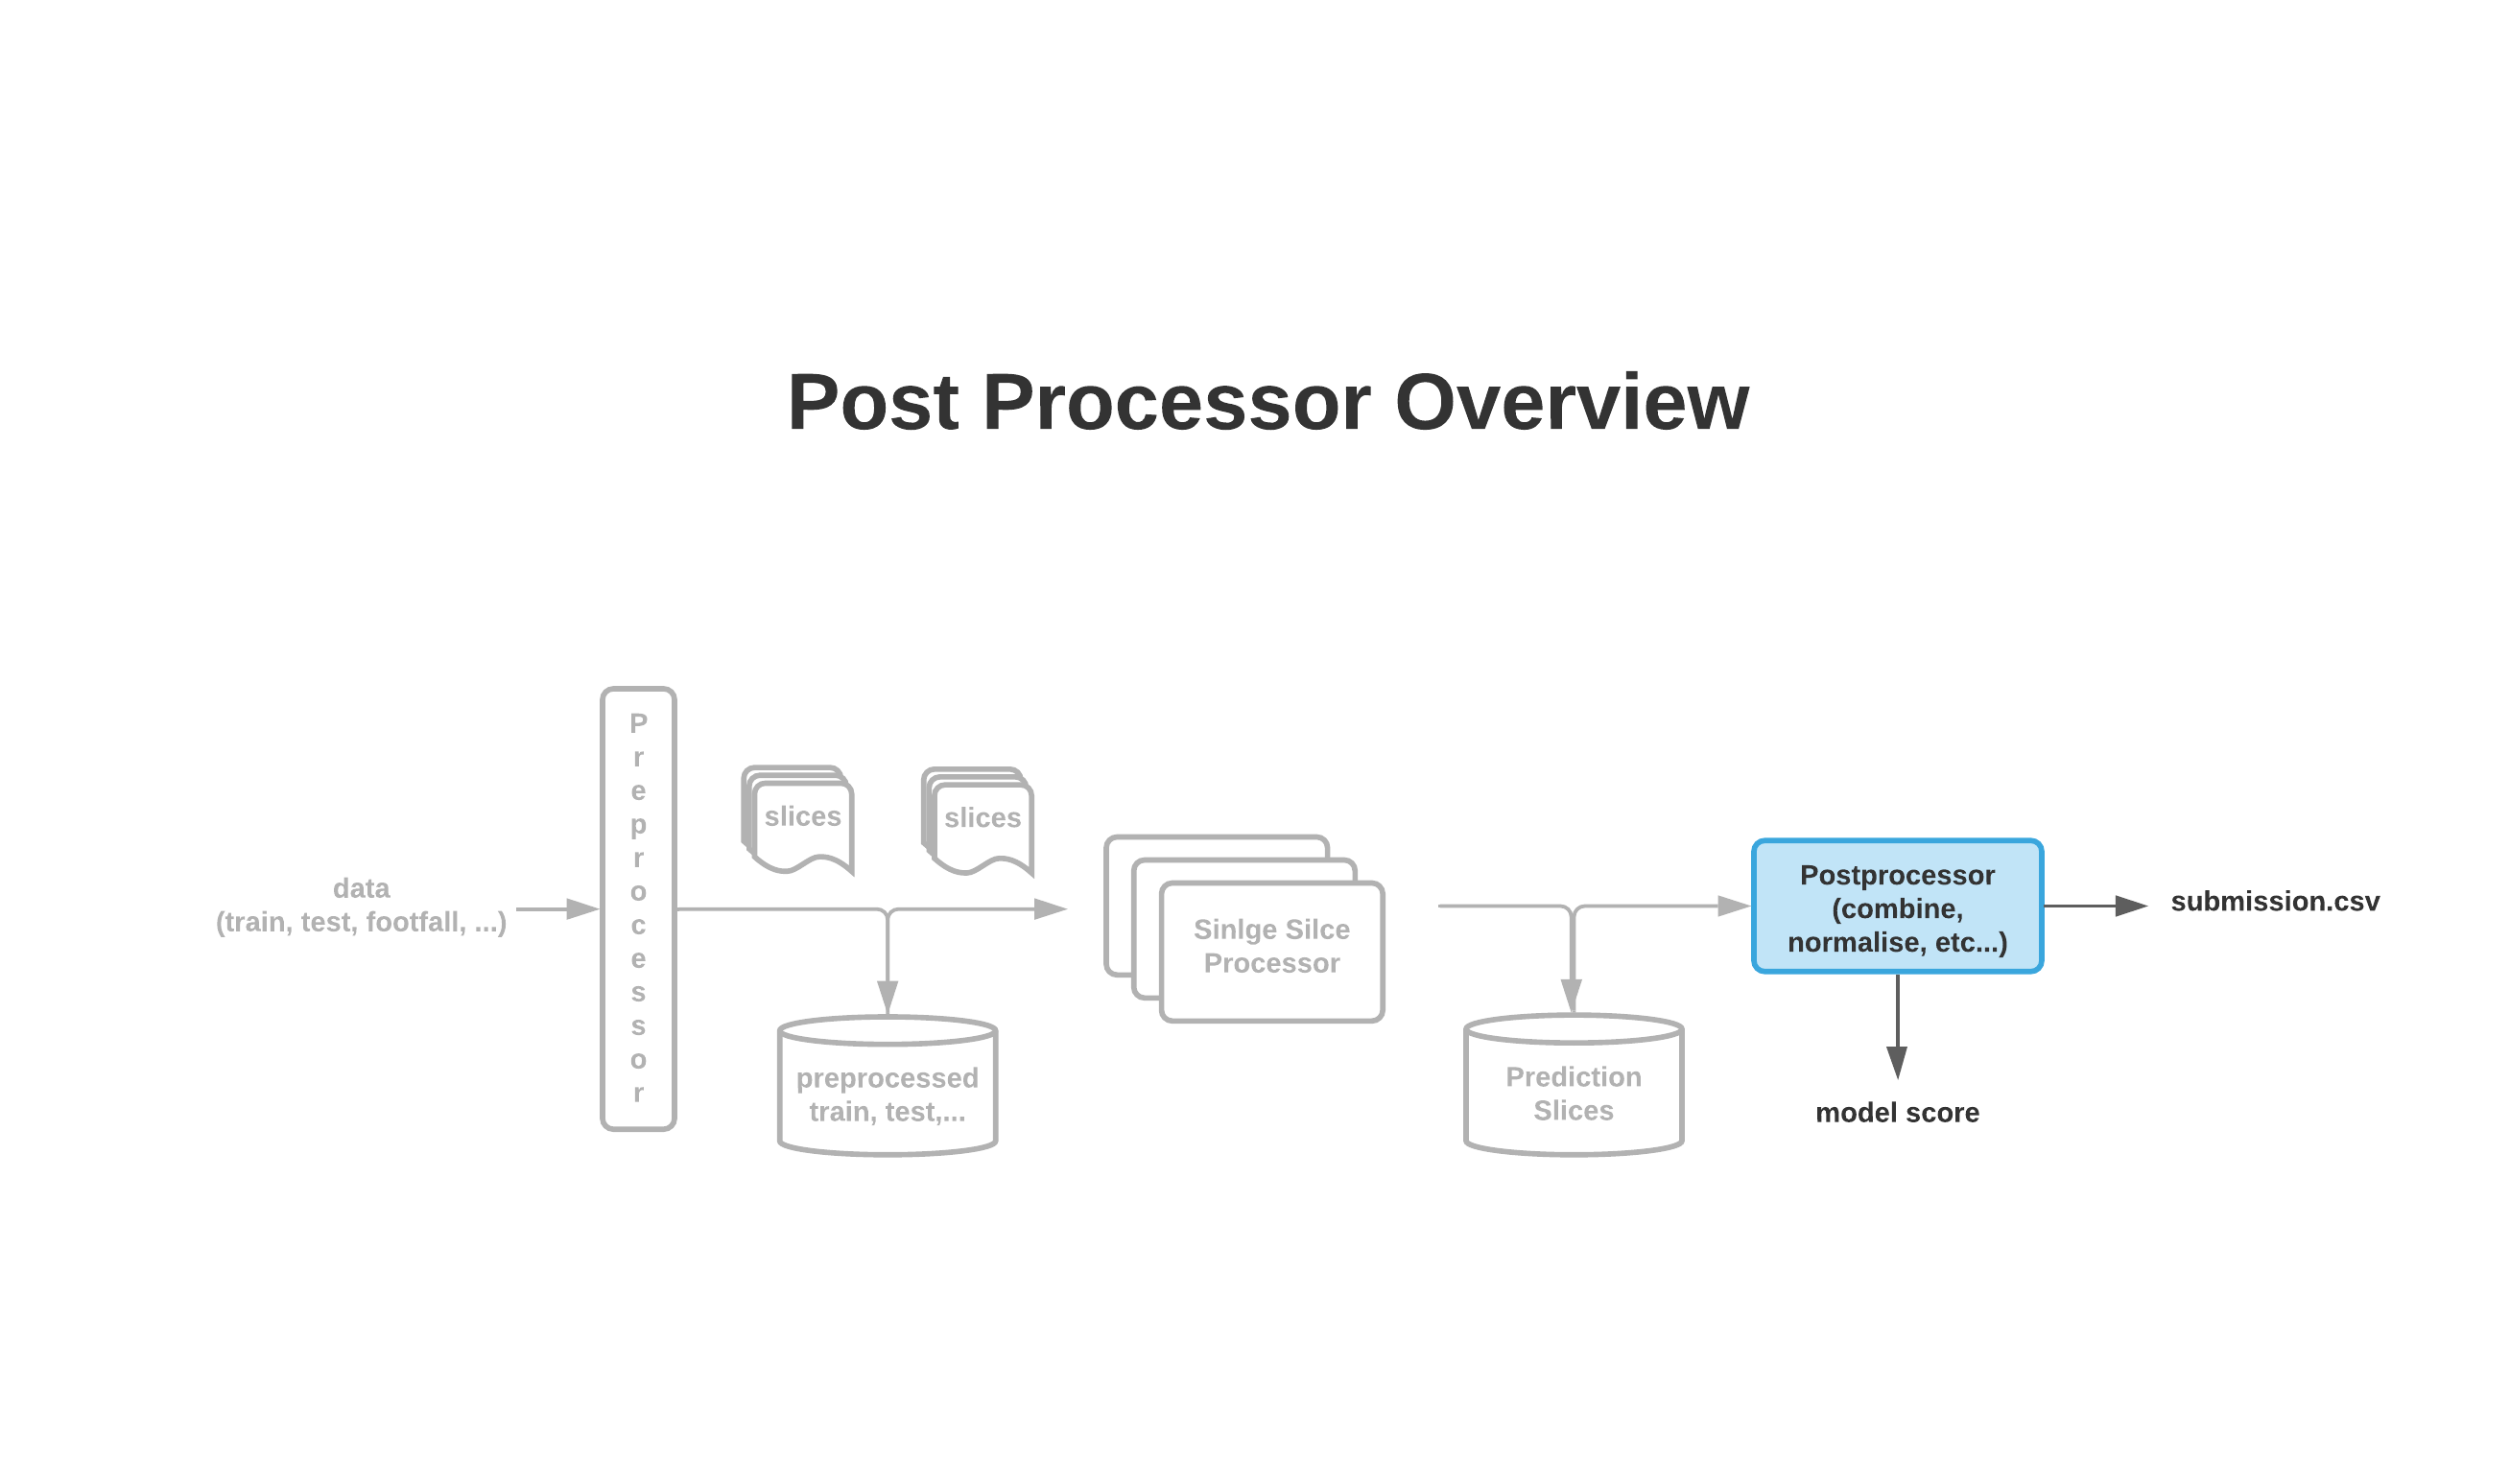 Post Processor Overview
data
(train, test, footfall, ...)
P
r
e
p
r
o
c
e
s
s
o
r
slices
slices
preprocessed
train, test,...
Sinlge Silce
Processor
Prediction
Slices
Postprocessor
(combine,
normalise, etc...)
submission.csv
model score